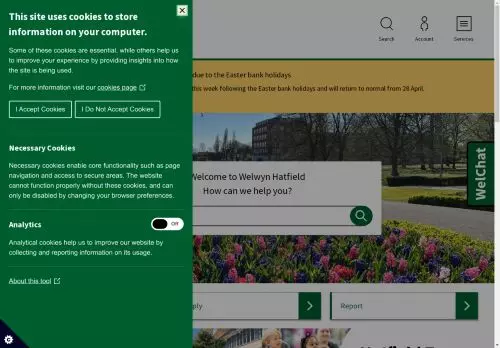 This site uses cookies to store
information on your computer.
Some of these cookies are essential, while others help us
to improve your experience by providing insights into how
the site is being used.
For more information visit our cookies page
I Accept Cookies
I Do Not Accept Cookies
Necessary Cookies
Necessary cookies enable core functionality such as page
navigation and access to secure areas. The website
cannot function properly without these cookies, and can
only be disabled by changing your browser preferences.
Analytics
Off
Analytical cookies help us to improve our website by
collecting and reporting information on its usage.
About this tool
Search
Account
Services
due to the Easter bank holidays
this week following the Easter bank holidays and will return to normal from 28 April.
Welcome to Welwyn Hatfield
How can we help you?
WelChat
Report